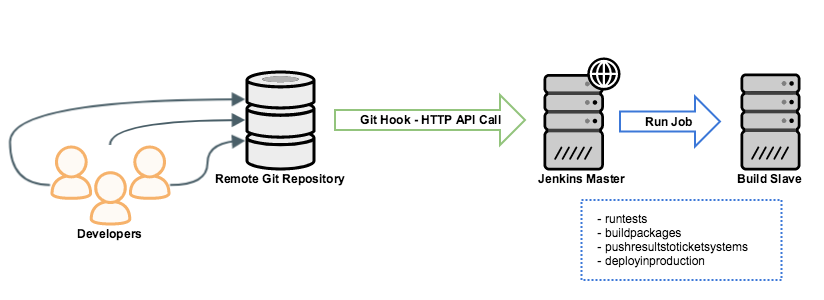 Git Hook - HTTP API Call
Run Job
Remote Git Repository
Jenkins Master
Build Slave
Developers
- runtests
- buildpackages
- pushresultstoticketsystems
- deployinproduction